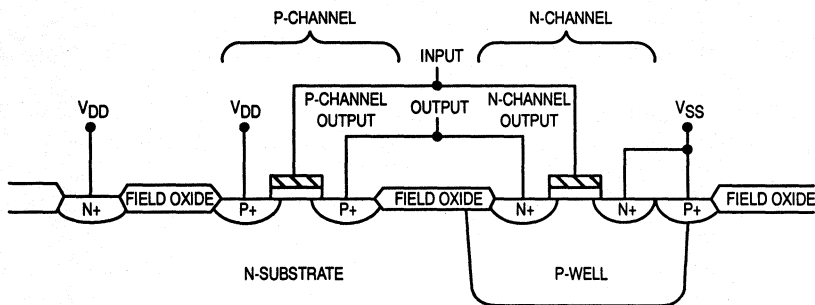 P-CHANNEL
N-CHANNEL
INPUT
VDD
VDD
P-CHANNEL
OUTPUT
OUTPUT
N-CHANNEL
OUTPUT
VSS
N+
FIELD OXIDE
P+
P+
FIELD OXIDE
N+
N+
P+
FIELD OXIDE
N-SUBSTRATE
P-WELL